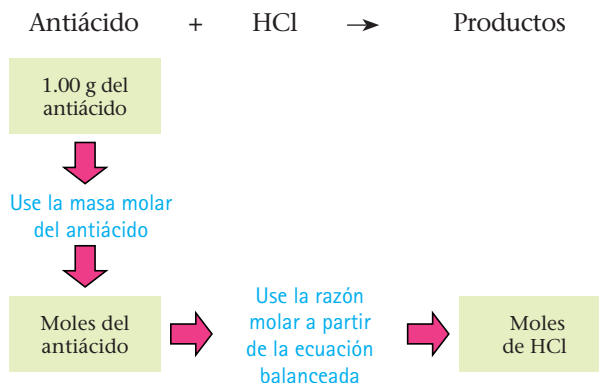 Antiácido + HCl → Productos
1.00 g del
antiácido
Use la masa molar
del antiácido
Moles del
antiácido
Use la razón
molar a partir
de la ecuación
balanceada
Moles
de HCl